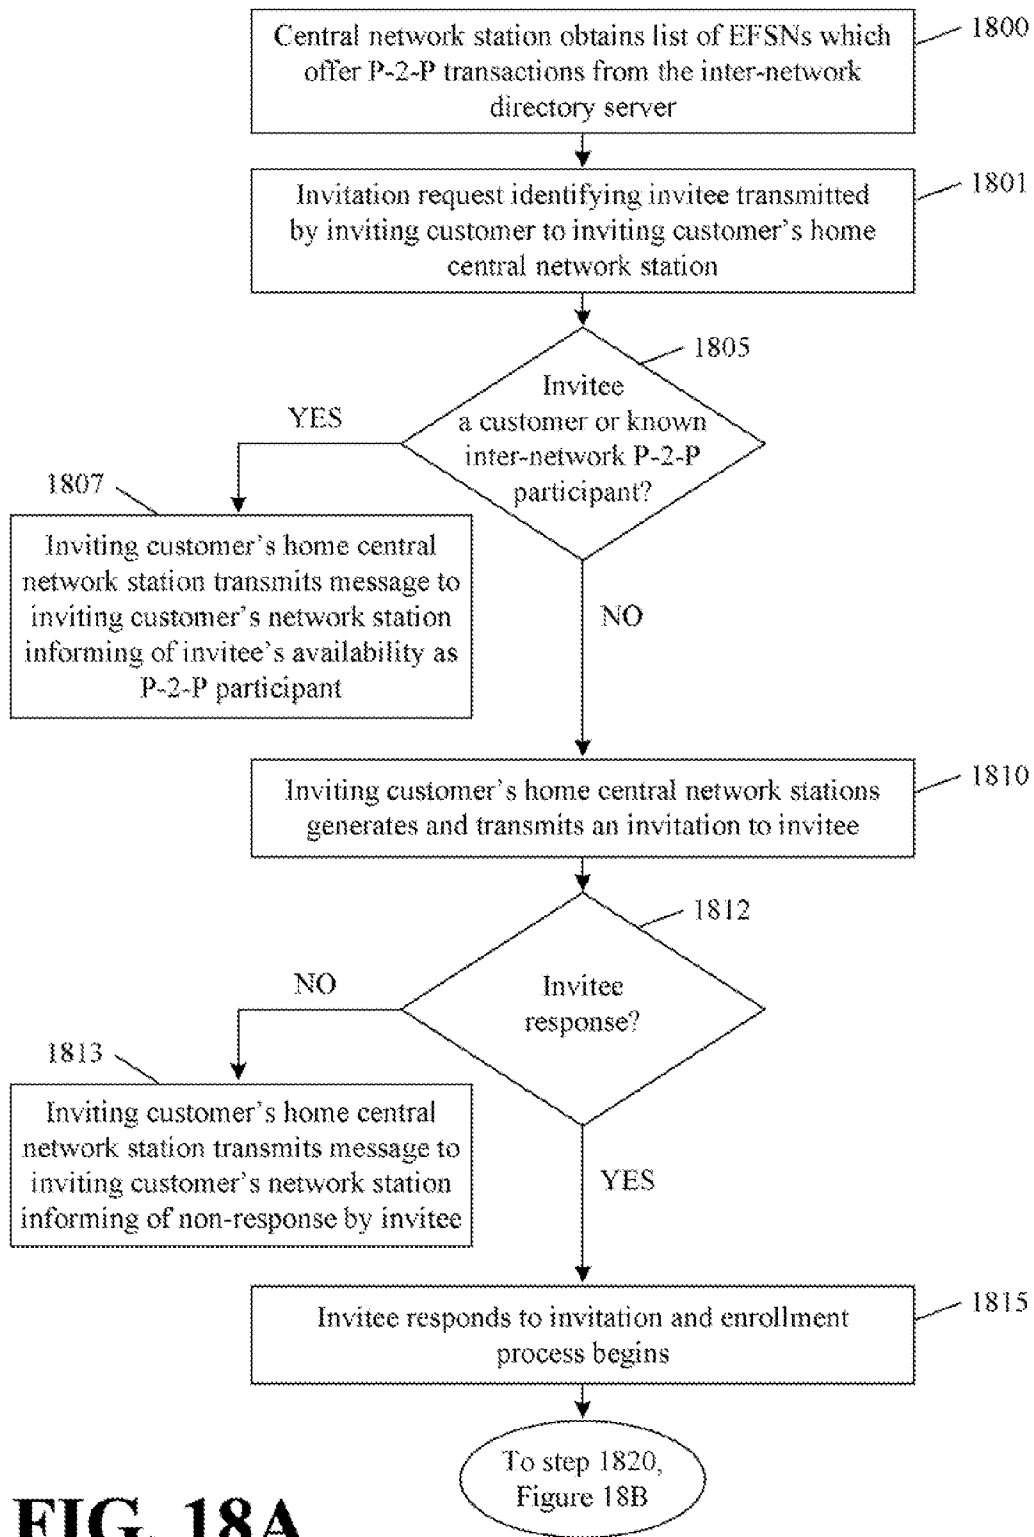 Central network station obtains list of EFSNs which
offer P-2-P transactions from the inter-network
directory server
1800
Invitation request identifying invitee transmitted
by inviting customer to inviting customer's home
central network station
1801
1805
Invitee
a customer or known
inter-network P-2-P
participant?
YES
NO
1807
Inviting customer's home central
network station transmits message to
inviting customer's network station
informing of invitee's availability as
P-2-P participant
Inviting customer's home central network stations
generates and transmits an invitation to invitee
1810
1812
Invitee
response?
NO
YES
1813
Inviting customer's home central
network station transmits message to
inviting customer's network station
informing of non-response by invitee
Invitee responds to invitation and enrollment
process begins
1815
To step 1820,
Figure 18B
FIG. 18A